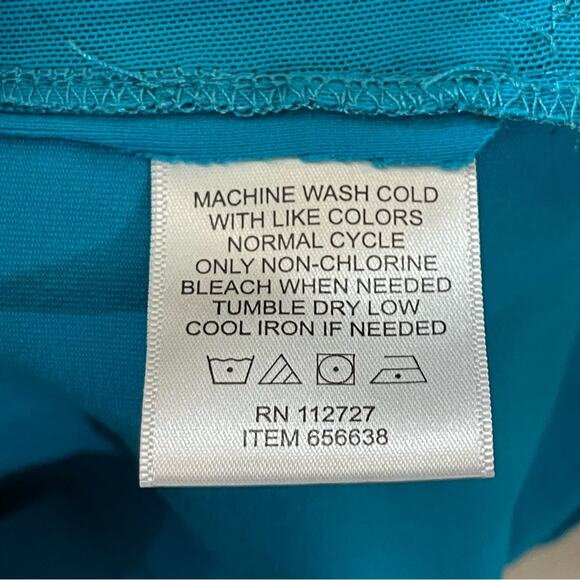 MACHINE WASH COLD
WITH LIKE COLORS
NORMAL CYCLE
ONLY NON-CHLORINE
BLEACH WHEN NEEDED
TUMBLE DRY LOW
COOL IRON IF NEEDED
RN 112727
ITEM 656638